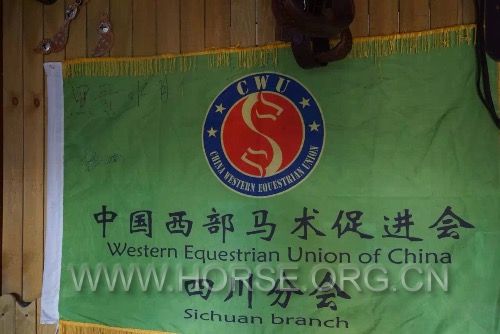 CWU
CHINA WESTERN EQUESTRIAN UNION
中国西部马术促进会
Western Equestrian Union of China
WWW.HORSE.ORG.CN
四川分会
Sichuan branch